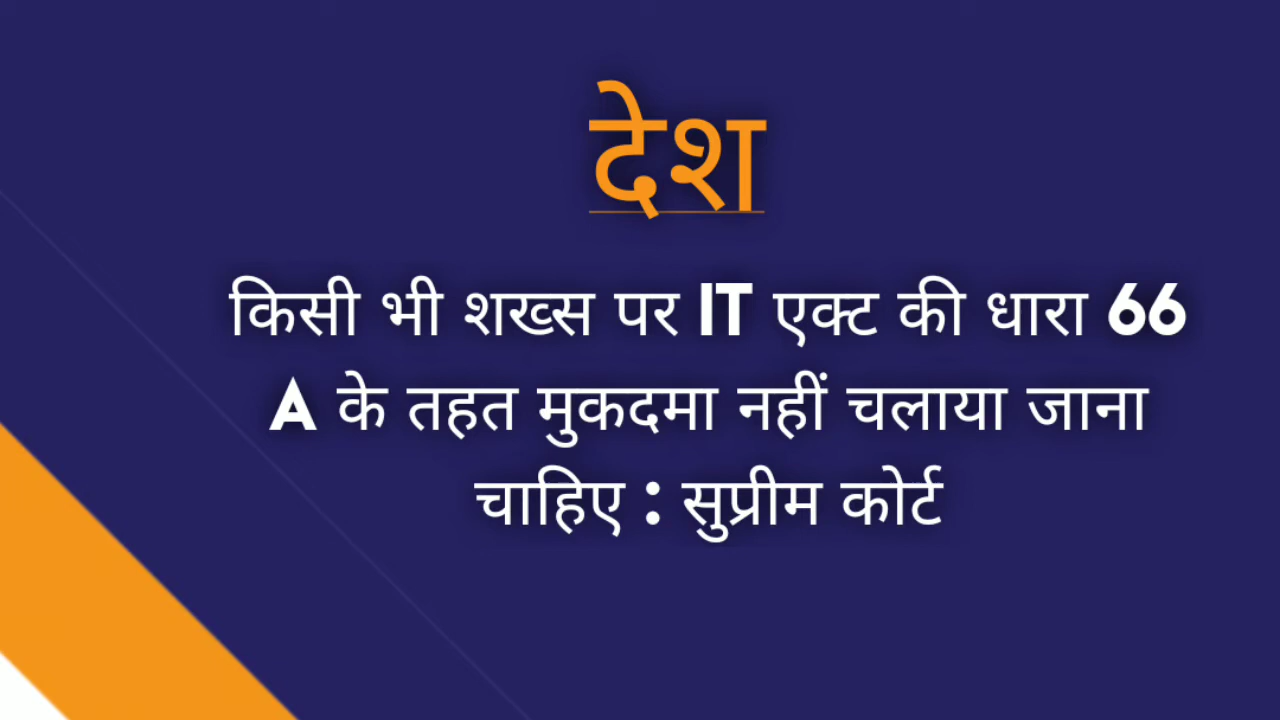 देश
किसी भी शख्स पर IT एक्ट की धारा 66
A के तहत मुकदमा नहीं चलाया जाना
चाहिए : सुप्रीम कोर्ट